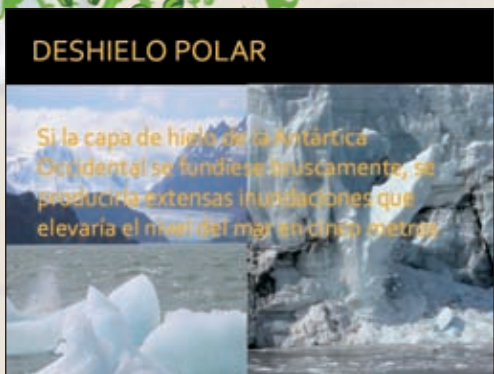 DESHIELO POLAR
Si la capa de hielo de la Antártica
Occidental se fundiese bruscamente, se
produciría extensas inundaciones que
elevaría el nivel del mar en cinco metros